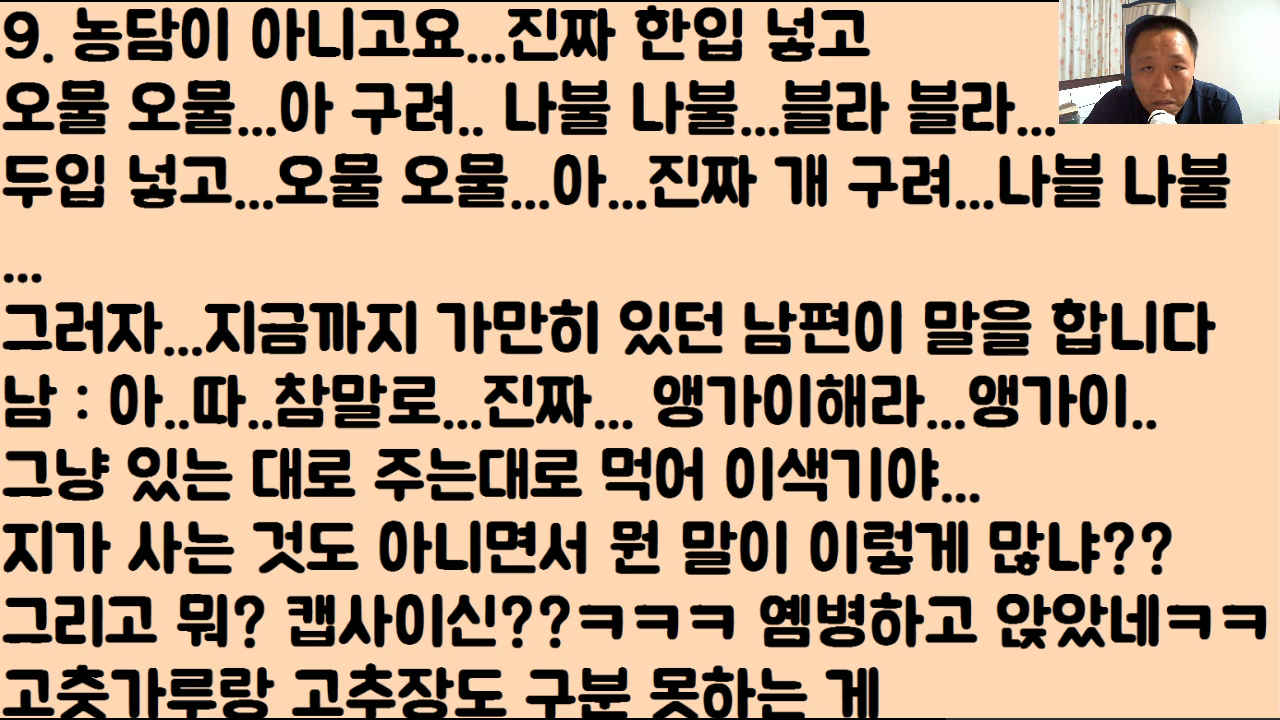 9. 농담이 아니고요...진짜 한입 넣고
오물 오물...아 구려.. 나불 나불...블라 블라...
두입 넣고...오물 오물...아...진짜 개 구려...나블 나불
...
그러자...지금까지 가만히 있던 남편이 말을 합니다
남 : 아..따..참말로...진짜... 앵가이해라...앵가이..
그냥 있는 대로 주는대로 먹어 이색기야...
지가 사는 것도 아니면서 뭔 말이 이렇게 많냐??
그리고 뭐? 캡사이신??ㅋㅋㅋ 옘병하고 앉았네ㅋㅋ
고춧가루랑 고추장도 구분 못하는 게